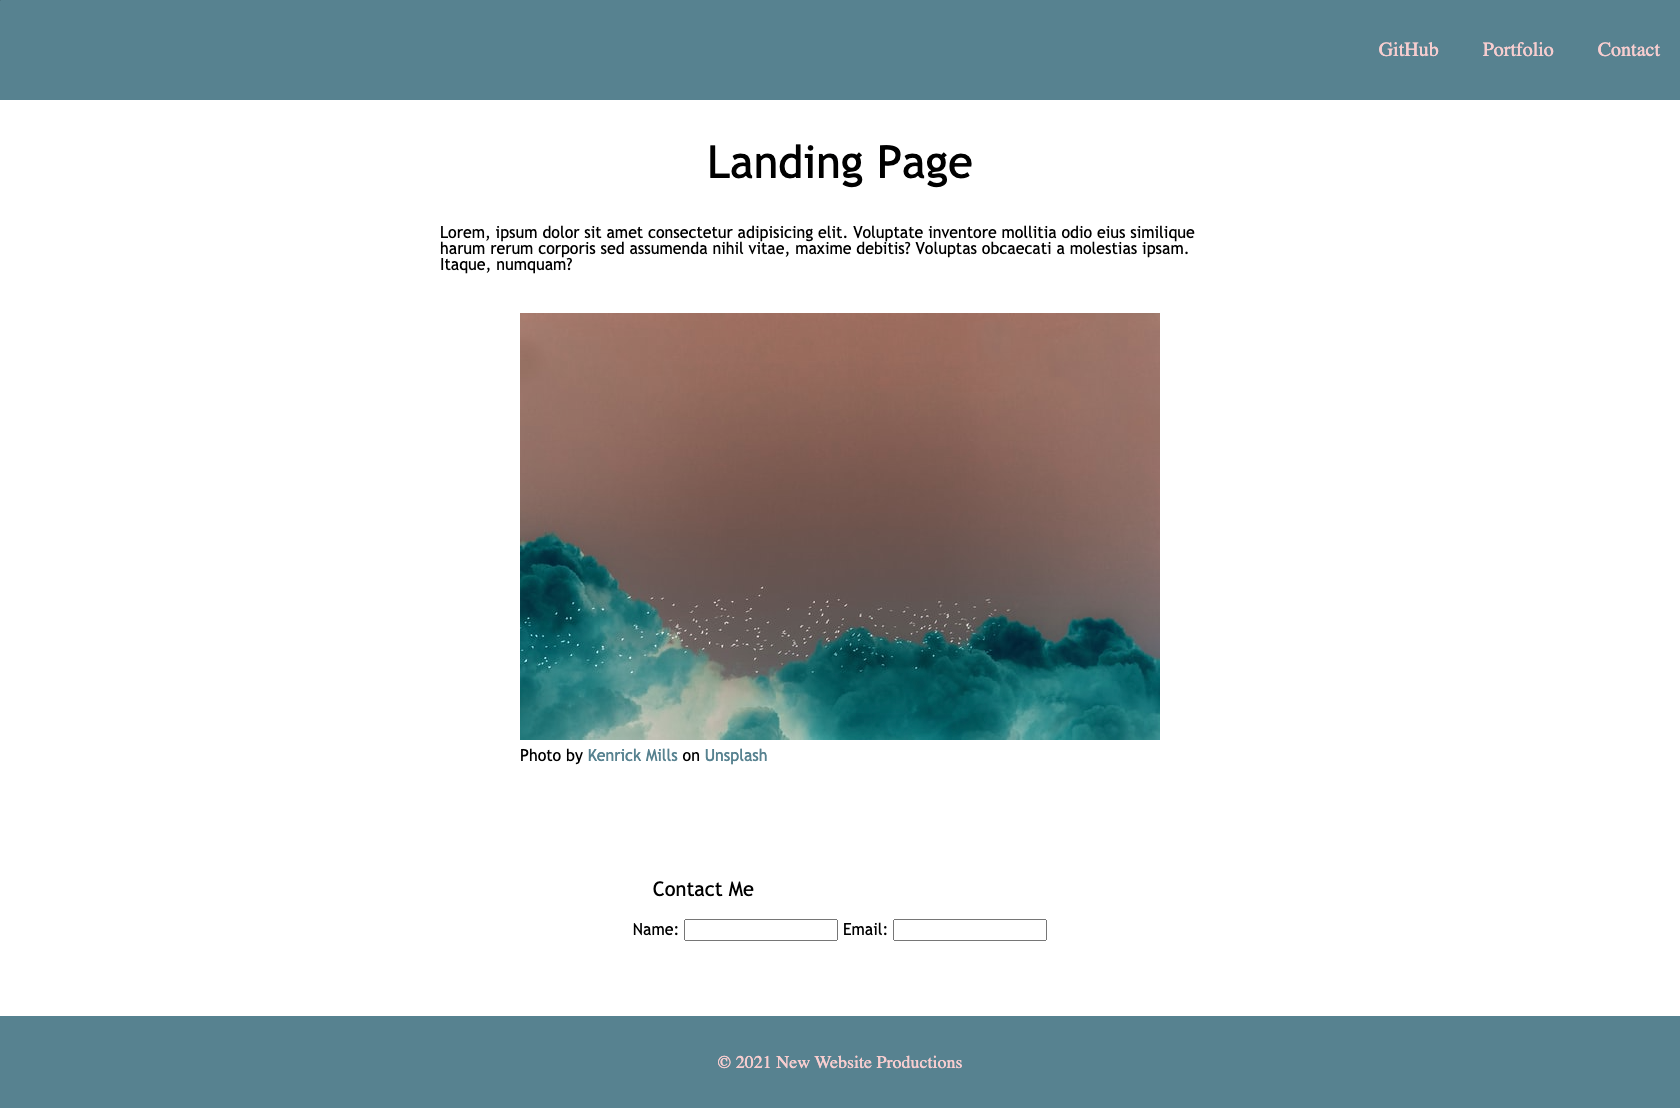 GitHub Portfolio Contact
Landing Page
Lorem, ipsum dolor sit amet consectetur adipisicing elit. Voluptate inventore mollitia odio eius similique
harum rerum corporis sed assumenda nihil vitae, maxime debitis? Voluptas obcaecati a molestias ipsam.
Itaque, numquam?
Photo by Kenrick Mills on Unsplash
Contact Me
Name: Email:
© 2021 New Website Productions